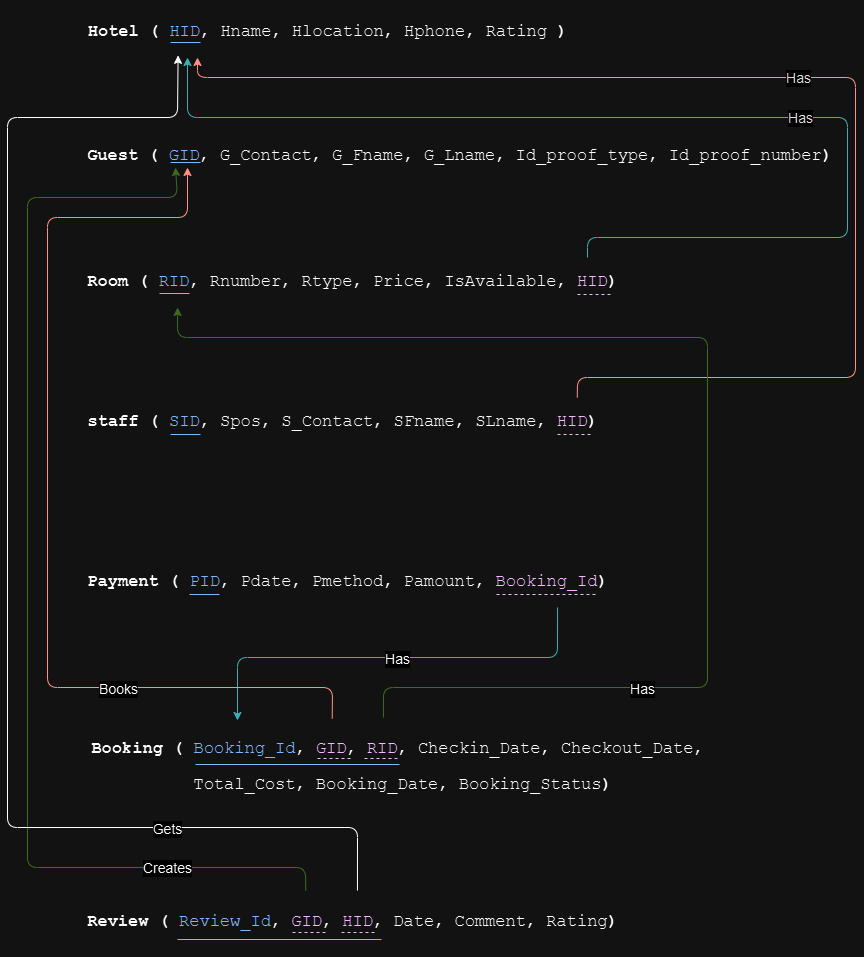 Hotel ( HID, Hname, Hlocation, Hphone, Rating )
Has
Has
Guest ( GID, G_Contact, G_Fname, G_Lname, Id_proof_type, Id_proof_number)
Room ( RID, Rnumber, Rtype, Price, IsAvailable, HID)
staff ( SID, Spos, S_Contact, SFname, SLname, HID)
Payment ( PID, Pdate, Pmethod, Pamount, Booking_Id)
Has
Books
Has
Booking ( Booking_Id, GID, RID, Checkin_Date, Checkout_Date,
Total_Cost, Booking_Date, Booking_Status)
Gets
Creates
Review ( Review_Id, GID, HID, Date, Comment, Rating)